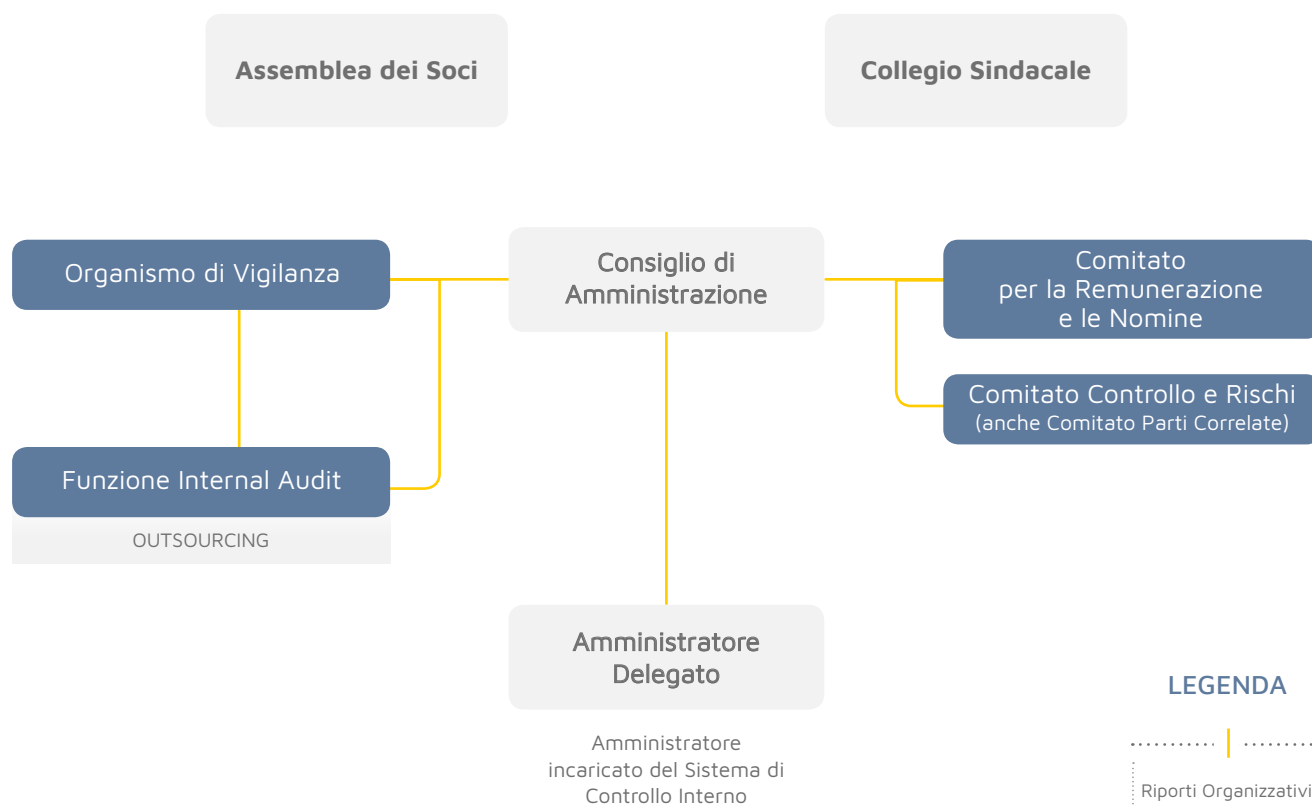 Assemblea dei Soci
Collegio Sindacale
Organismo di Vigilanza
Consiglio di
Amministrazione
Comitato
per la Remunerazione
e le Nomine
Comitato Controllo e Rischi
(anche Comitato Parti Correlate)
Funzione Internal Audit
OUTSOURCING
Amministratore
Delegato
Amministratore
incaricato del Sistema di
Controllo Interno
LEGENDA
Riporti Organizzativi